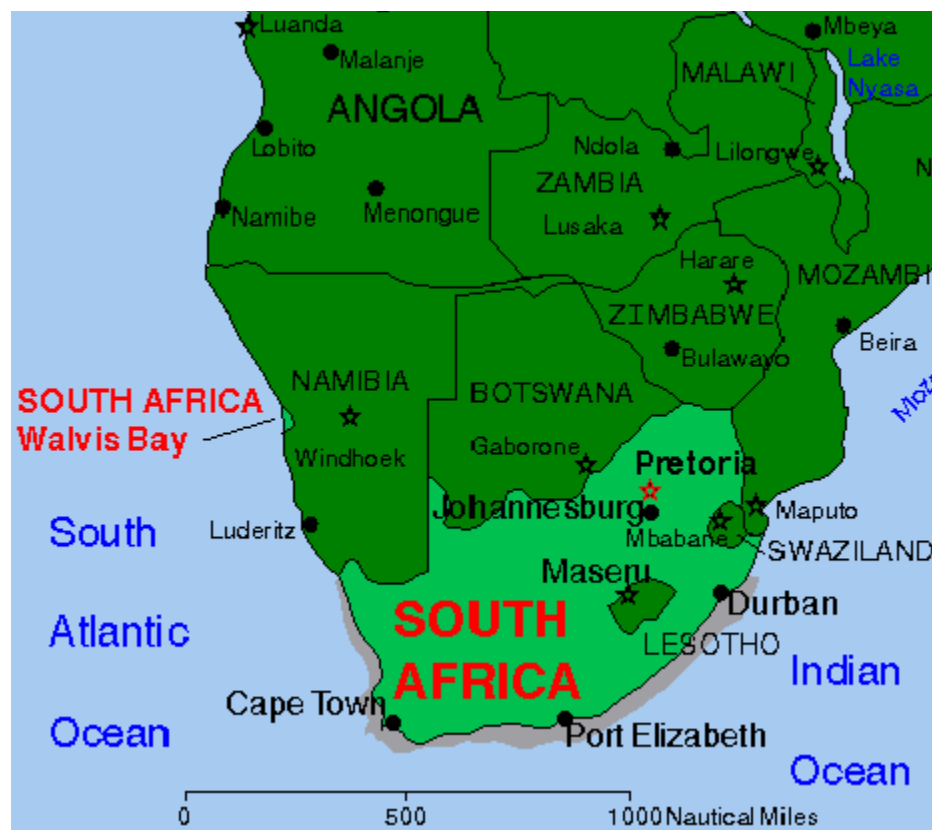 Luanda
Mbeya
Malanje
Lake
Nyasa
MALAWI
ANGOLA
Lobito
Ndola
Lilongwe
N
ZAMBIA
Namibe
Menongue
Lusaka
Harare
MOZAMBI
ZIMBABWE
Beira
Bulawayo
NAMIBIA
BOTSWANA
Moz
SOUTH AFRICA
Walvis Bay
Windhoek
Gaborone
Pretoria
Johannesburg
Maputo
Luderitz
Mbabane
SWAZILAND
South
Atlantic
Ocean
Maseru
Durban
SOUTH
AFRICA
LESOTHO
Indian
Ocean
Cape Town
Port Elizabeth
0 500 1000 Nautical Miles